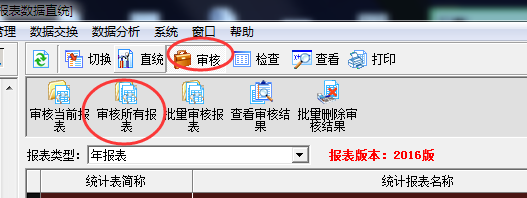 报表数据直统]
管理 数据交换 数据分析 系统 窗口 帮助
切换 直统 审核 检查 查看 打印
审核当前报表 审核所有报表 批量审核报表 查看审核结果 批量删除审核结果
报表类型： 年报表 报表版本：2016版
统计表简称 统计报表名称